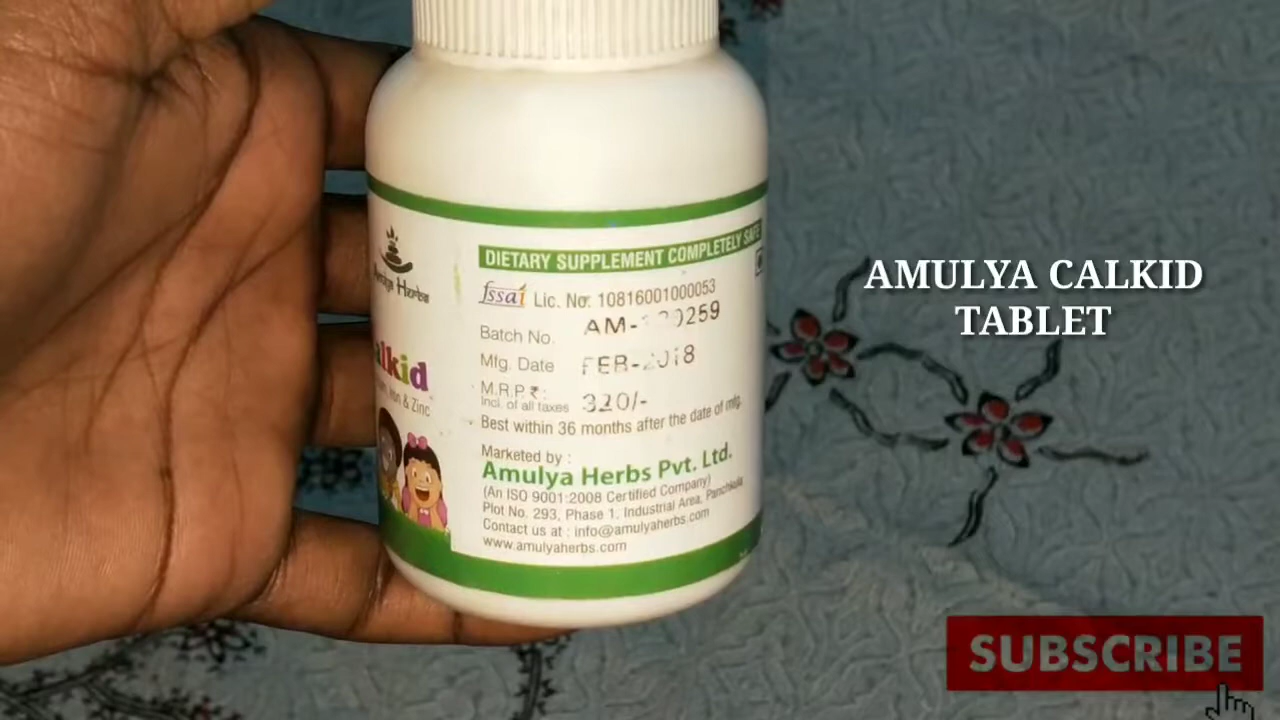 DIETARY SUPPLEMENT COMPLETELY SAFE
fssai Lic. No: 10816001000053
Amulya Herbs
Batch No.
Mfg. Date FEB-2018
M.R.P. ₹ :
Incl. of all taxes 320/-
Best within 36 months after the date of mfg.
alkid
Iron & Zinc
Marketed by :
Amulya Herbs Pvt. Ltd.
(An ISO 9001:2008 Certified Company)
Plot No. 293, Phase 1, Industrial Area, Panchkula
Contact us at : info@amulyaherbs.com
www.amulyaherbs.com
AMULYA CALKID
TABLET
SUBSCRIBE